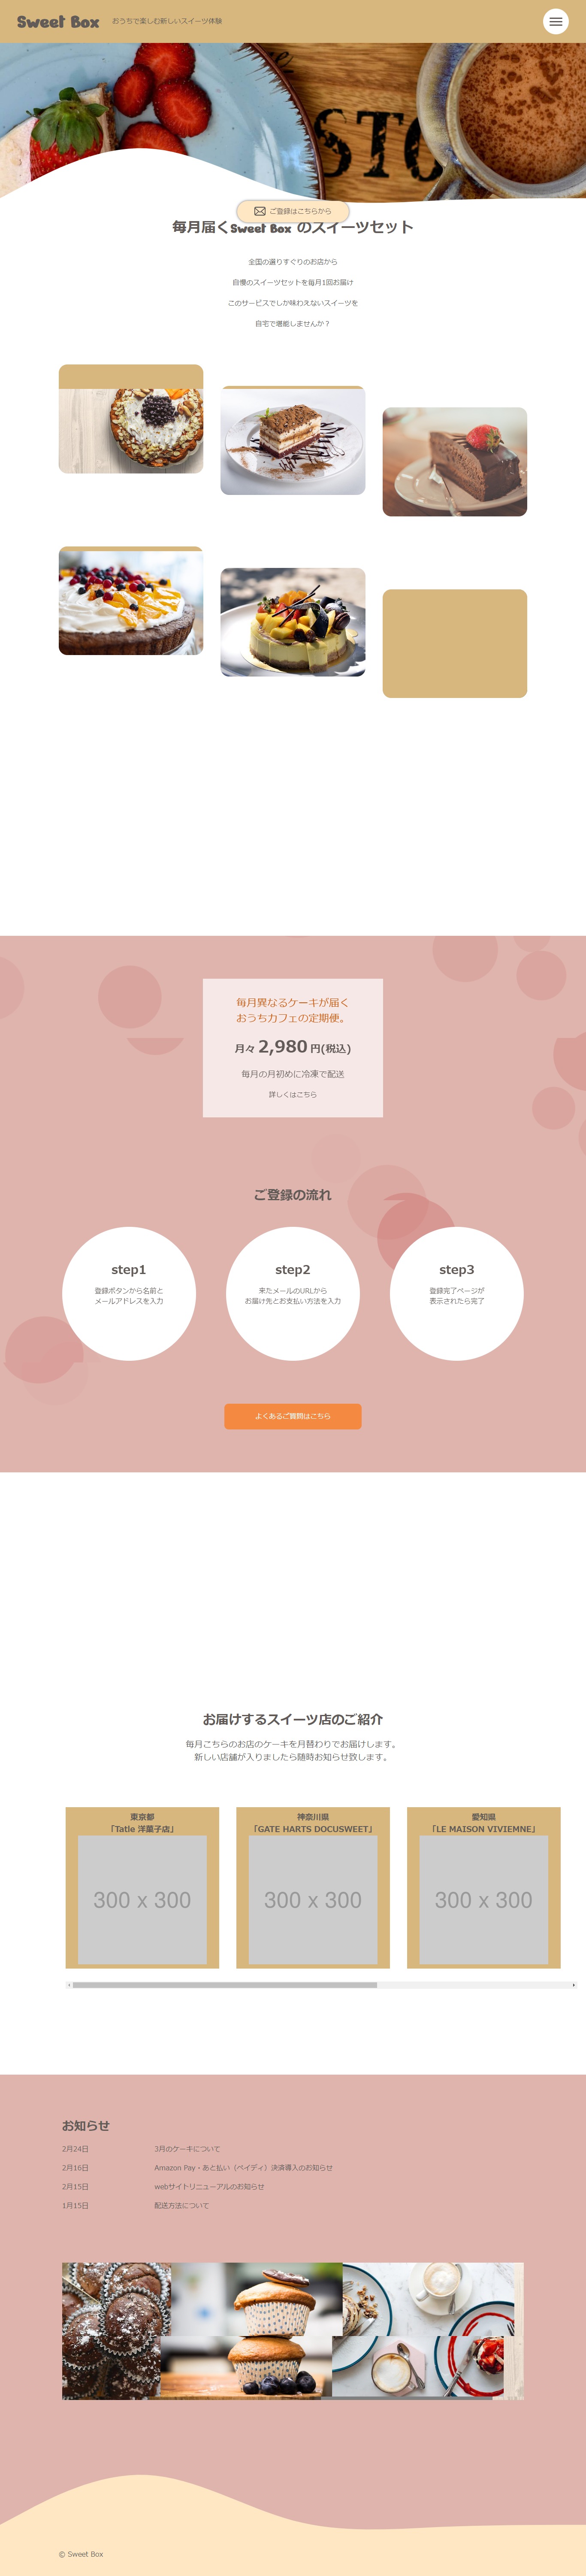 Sweet Box
おうちで楽しむ新しいスイーツ体験
STO
ご登録はこちらから
毎月届くSweet Box のスイーツセット
全国の選りすぐりのお店から
自慢のスイーツセットを毎月1回お届け
このサービスでしか味わえないスイーツを
自宅で堪能しませんか？
毎月異なるケーキが届く
おうちカフェの定期便。
月々 2,980 円(税込)
毎月の月初めに冷凍で配送
詳しくはこちら
ご登録の流れ
step1
登録ボタンから名前と
メールアドレスを入力
step2
来たメールのURLから
お届け先とお支払い方法を入力
step3
登録完了ページが
表示されたら完了
よくあるご質問はこちら
お届けするスイーツ店のご紹介
毎月こちらのお店のケーキを月替わりでお届けします。
新しい店舗が入りましたら随時お知らせ致します。
東京都
「Tatle 洋菓子店」
300 x 300
神奈川県
「GATE HARTS DOCUSWEET」
300 x 300
愛知県
「LE MAISON VIVIEMNE」
300 x 300
お知らせ
2月24日 3月のケーキについて
2月16日 Amazon Pay・あと払い（ペイディ）決済導入のお知らせ
2月15日 webサイトリニューアルのお知らせ
1月15日 配送方法について
© Sweet Box